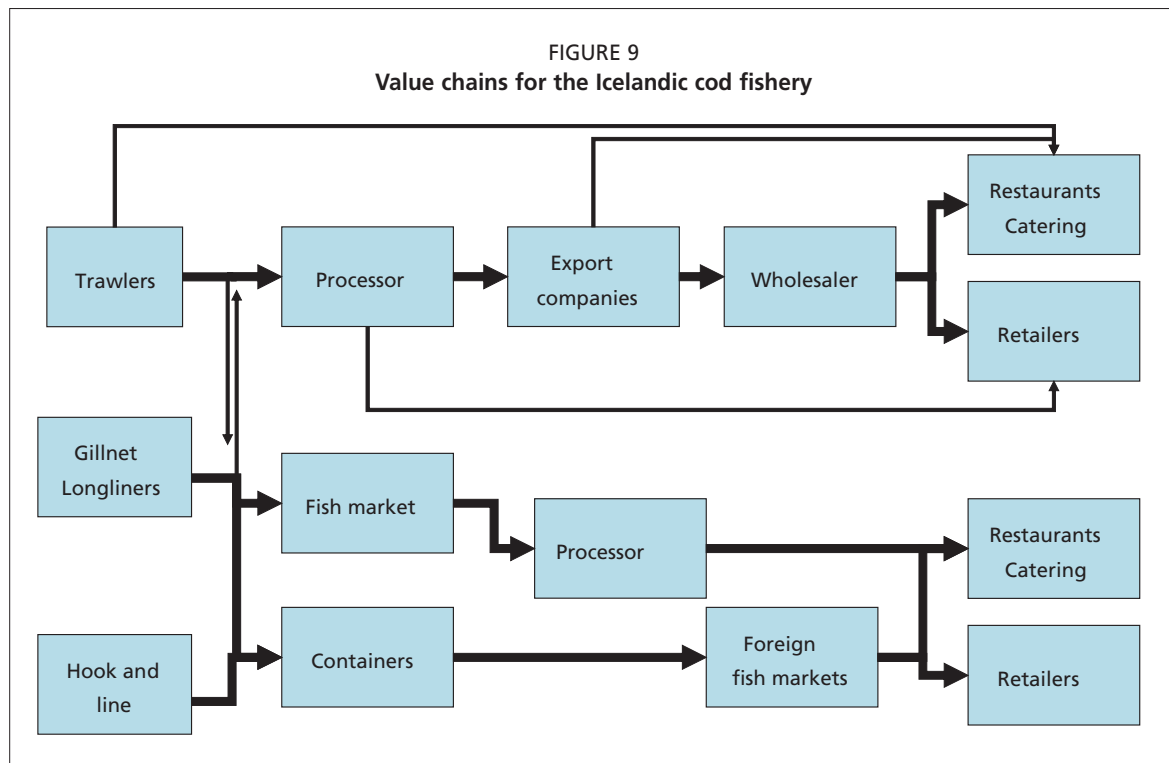 FIGURE 9
Value chains for the Icelandic cod fishery
Trawlers
Processor
Export
companies
Wholesaler
Restaurants
Catering
Retailers
Gillnet
Longliners
Fish market
Processor
Restaurants
Catering
Hook and
line
Containers
Foreign
fish markets
Retailers